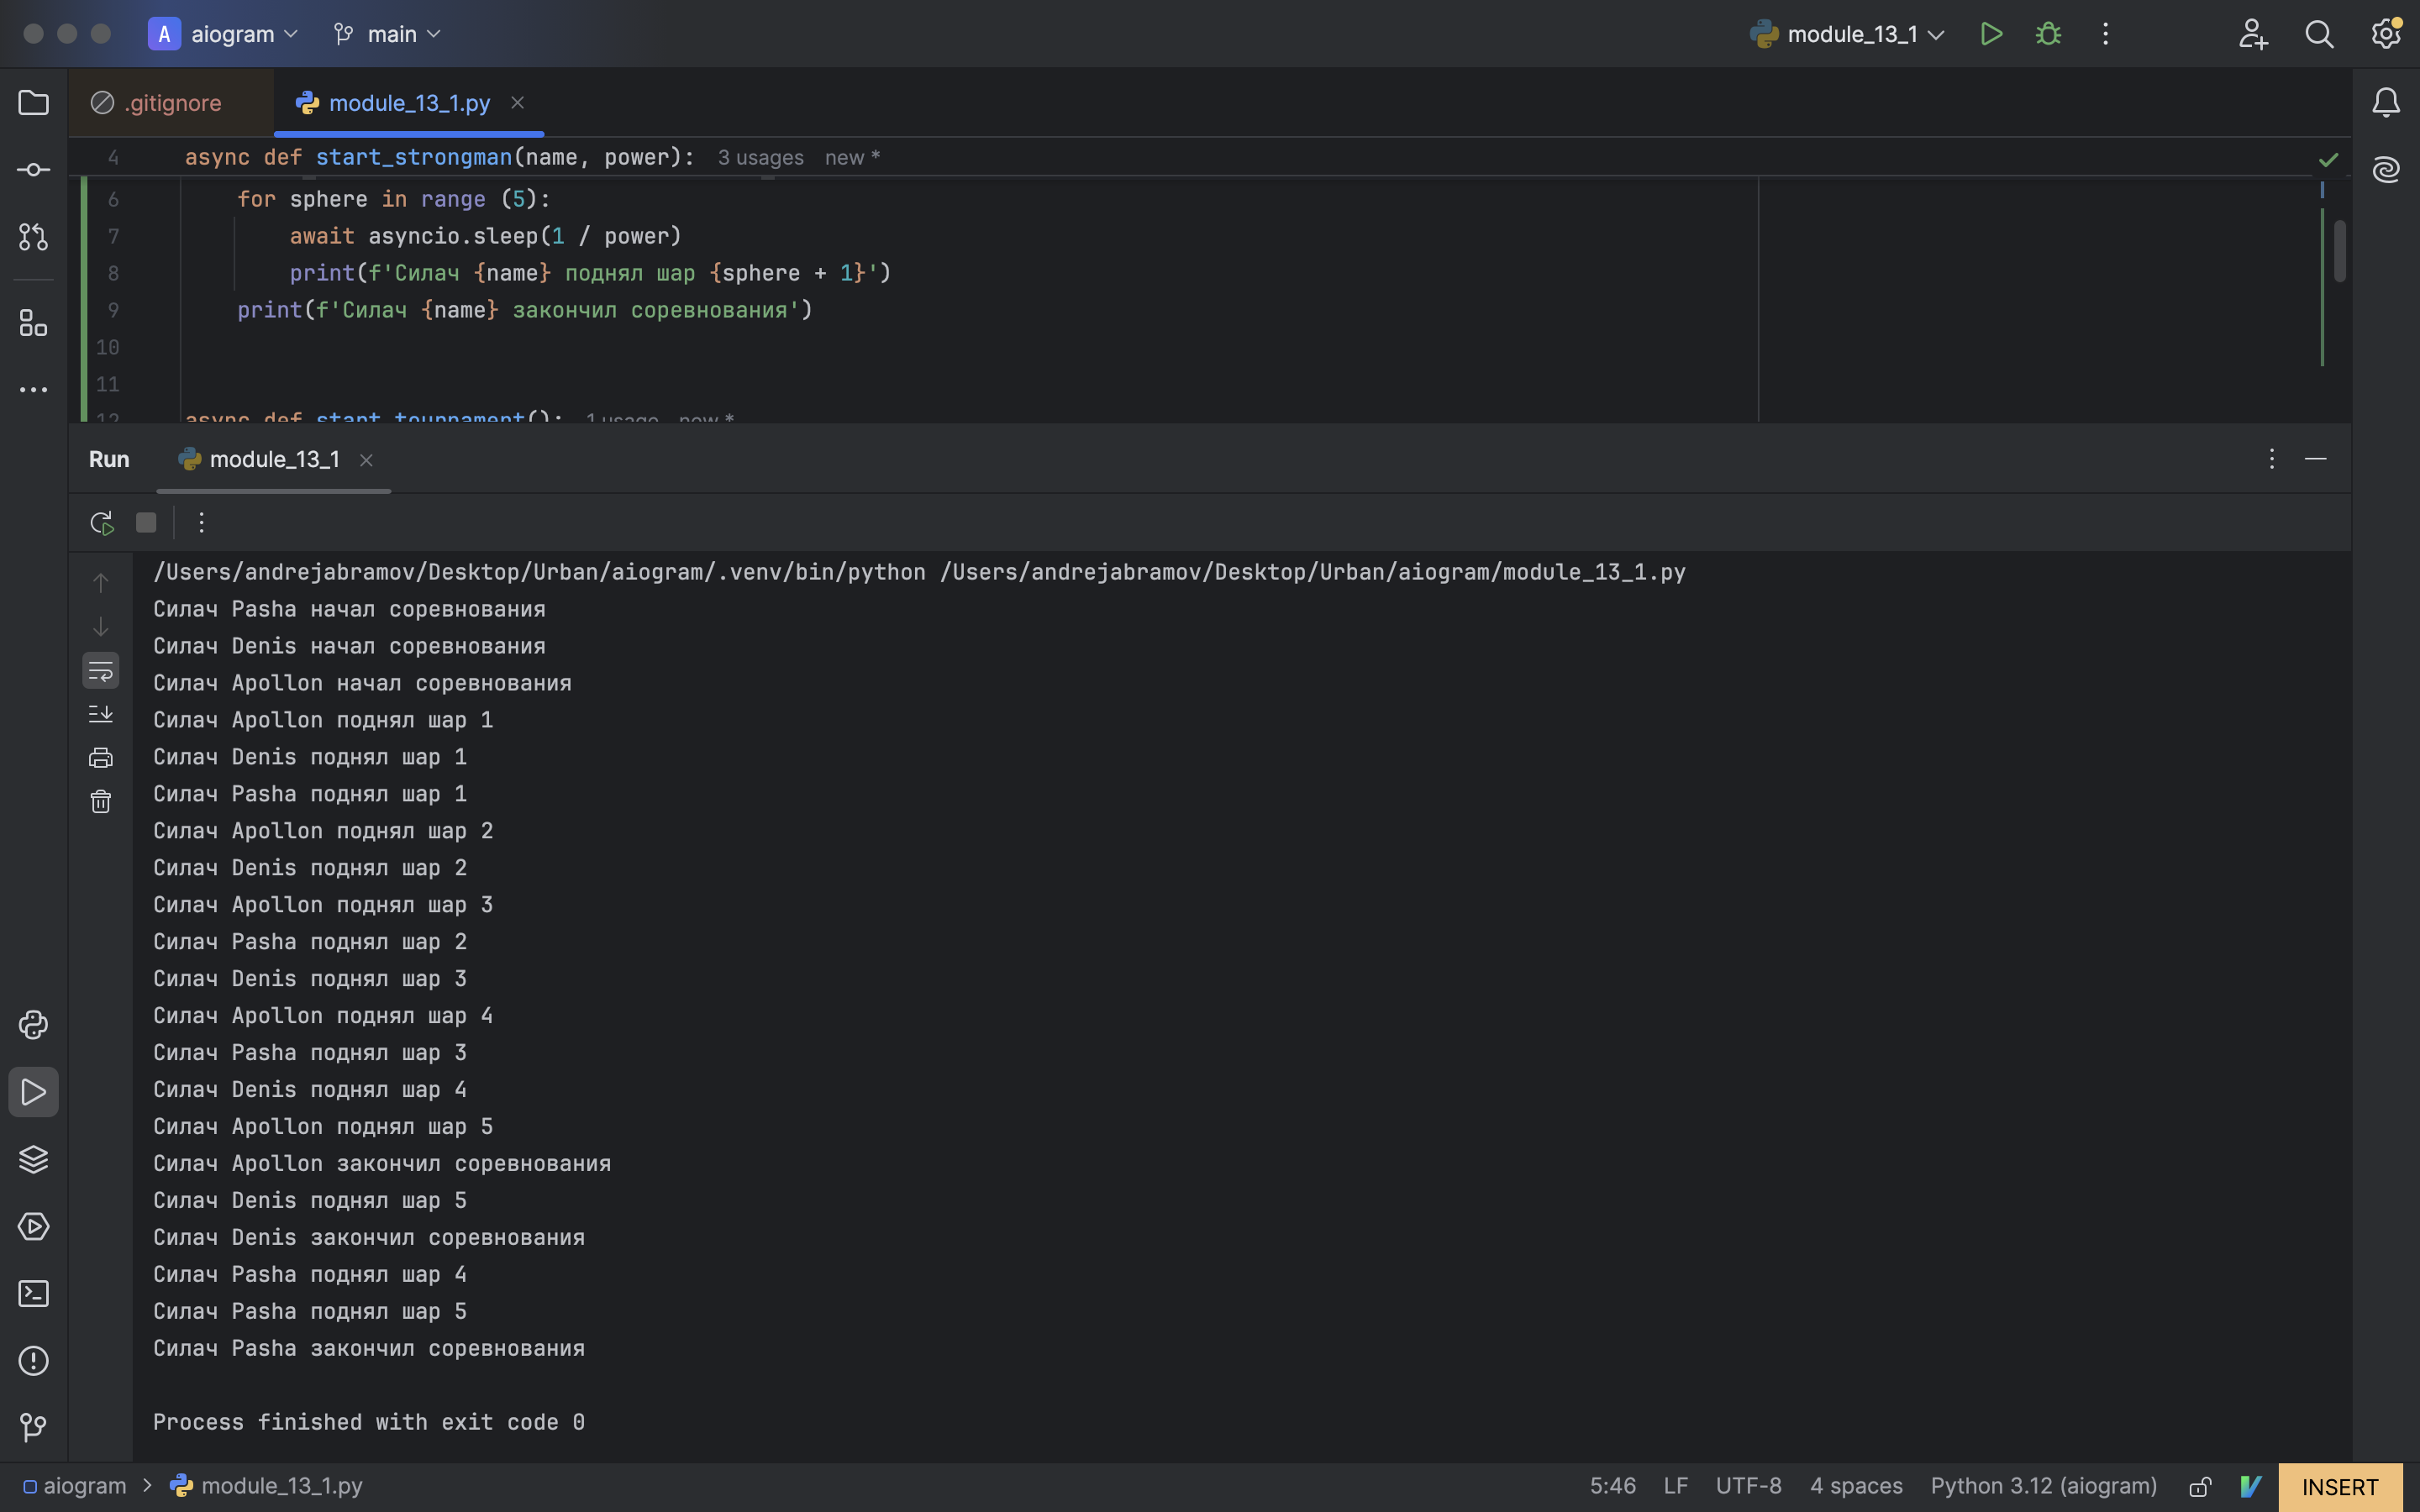 A aiogram main module_13_1
.gitignore module_13_1.py
4 async def start_strongman(name, power): 3 usages new *
6 for sphere in range (5):
7 await asyncio.sleep(1 / power)
8 print(f'Силач {name} поднял шар {sphere + 1}')
9 print(f'Силач {name} закончил соревнования')
10
11
12 async def start_tournament(): 1 usage new *
Run module_13_1
/Users/andrejabramov/Desktop/Urban/aiogram/.venv/bin/python /Users/andrejabramov/Desktop/Urban/aiogram/module_13_1.py
Силач Pasha начал соревнования
Силач Denis начал соревнования
Силач Apollon начал соревнования
Силач Apollon поднял шар 1
Силач Denis поднял шар 1
Силач Pasha поднял шар 1
Силач Apollon поднял шар 2
Силач Denis поднял шар 2
Силач Apollon поднял шар 3
Силач Pasha поднял шар 2
Силач Denis поднял шар 3
Силач Apollon поднял шар 4
Силач Pasha поднял шар 3
Силач Denis поднял шар 4
Силач Apollon поднял шар 5
Силач Apollon закончил соревнования
Силач Denis поднял шар 5
Силач Denis закончил соревнования
Силач Pasha поднял шар 4
Силач Pasha поднял шар 5
Силач Pasha закончил соревнования
Process finished with exit code 0
aiogram > module_13_1.py 5:46 LF UTF-8 4 spaces Python 3.12 (aiogram) INSERT